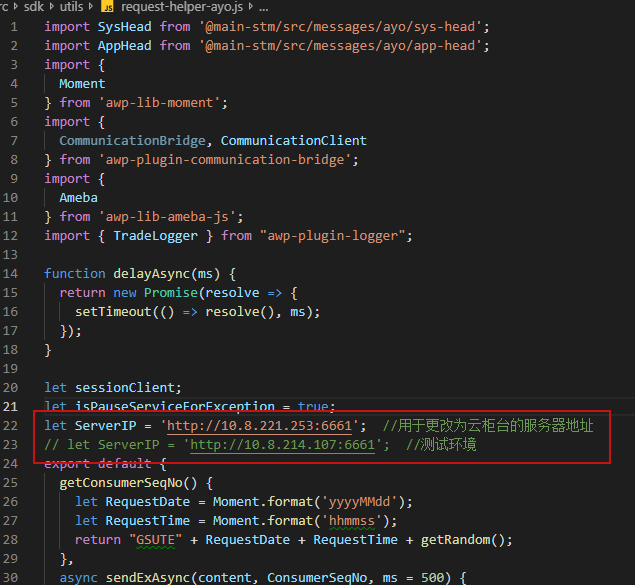 rc > sdk > utils > JS request-helper-ayo.js > ...
1 import SysHead from '@main-stm/src/messages/ayo/sys-head';
2 import AppHead from '@main-stm/src/messages/ayo/app-head';
3 import {
4   Moment
5 } from 'awp-lib-moment';
6 import {
7   CommunicationBridge, CommunicationClient
8 } from 'awp-plugin-communication-bridge';
9 import {
10   Ameba
11 } from 'awp-lib-ameba-js';
12 import { TradeLogger } from "awp-plugin-logger";
13
14 function delayAsync(ms) {
15   return new Promise(resolve => {
16     setTimeout(() => resolve(), ms);
17   });
18 }
19
20 let sessionClient;
21 let isPauseServiceForException = true;
22 let ServerIP = 'http://10.8.221.253:6661';  //用于更改为云柜台的服务器地址
23 // let ServerIP = 'http://10.8.214.107:6661';  //测试环境
24 export default {
25   getConsumerSeqNo() {
26     let RequestDate = Moment.format('yyyyMMdd');
27     let RequestTime = Moment.format('hhmmss');
28     return "GSUTE" + RequestDate + RequestTime + getRandom();
29   },
30   async sendExAsync(content, ConsumerSeqNo, ms = 500) {